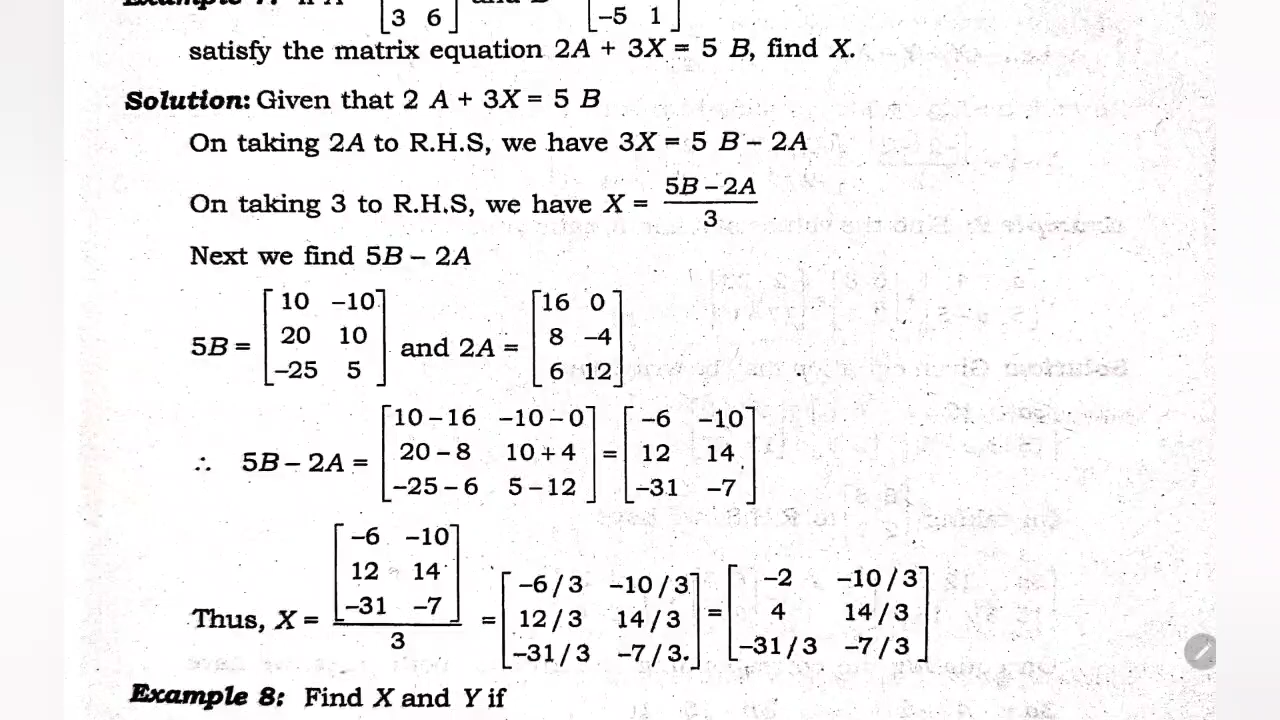 3 6 -5 1
satisfy the matrix equation 2A + 3X = 5 B, find X.
Solution: Given that 2 A + 3X = 5 B
On taking 2A to R.H.S, we have 3X = 5 B – 2A
On taking 3 to R.H.S, we have X = (5B – 2A) / 3
Next we find 5B – 2A
5B = [10 –10; 20 10; –25 5] and 2A = [16 0; 8 –4; 6 12]
∴ 5B – 2A = [10 – 16 –10 – 0; 20 – 8 10 + 4; –25 – 6 5 – 12] = [–6 –10; 12 14; –31 –7]
Thus, X = [–6 –10; 12 14; –31 –7] / 3 = [–6 / 3 –10 / 3; 12 / 3 14 / 3; –31 / 3 –7 / 3.] = [–2 –10 / 3; 4 14 / 3; –31 / 3 –7 / 3]
Example 8: Find X and Y if